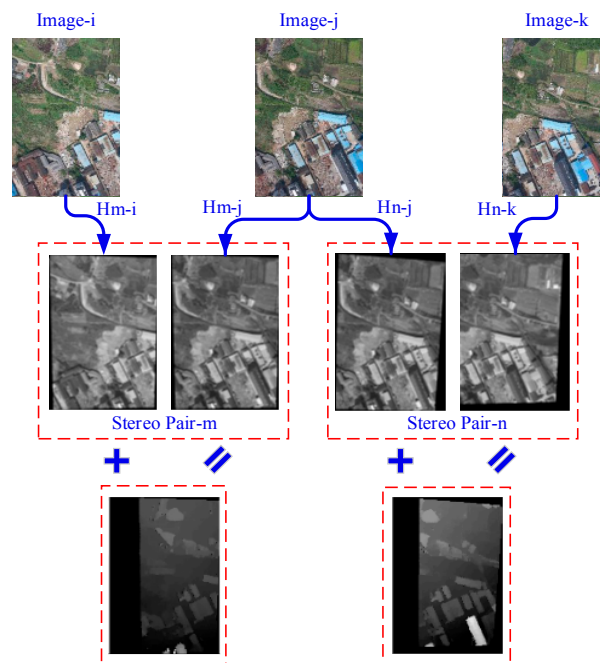 Image-i
Image-j
Image-k
Hm-i
Hm-j
Hn-j
Hn-k
Stereo Pair-m
Stereo Pair-n